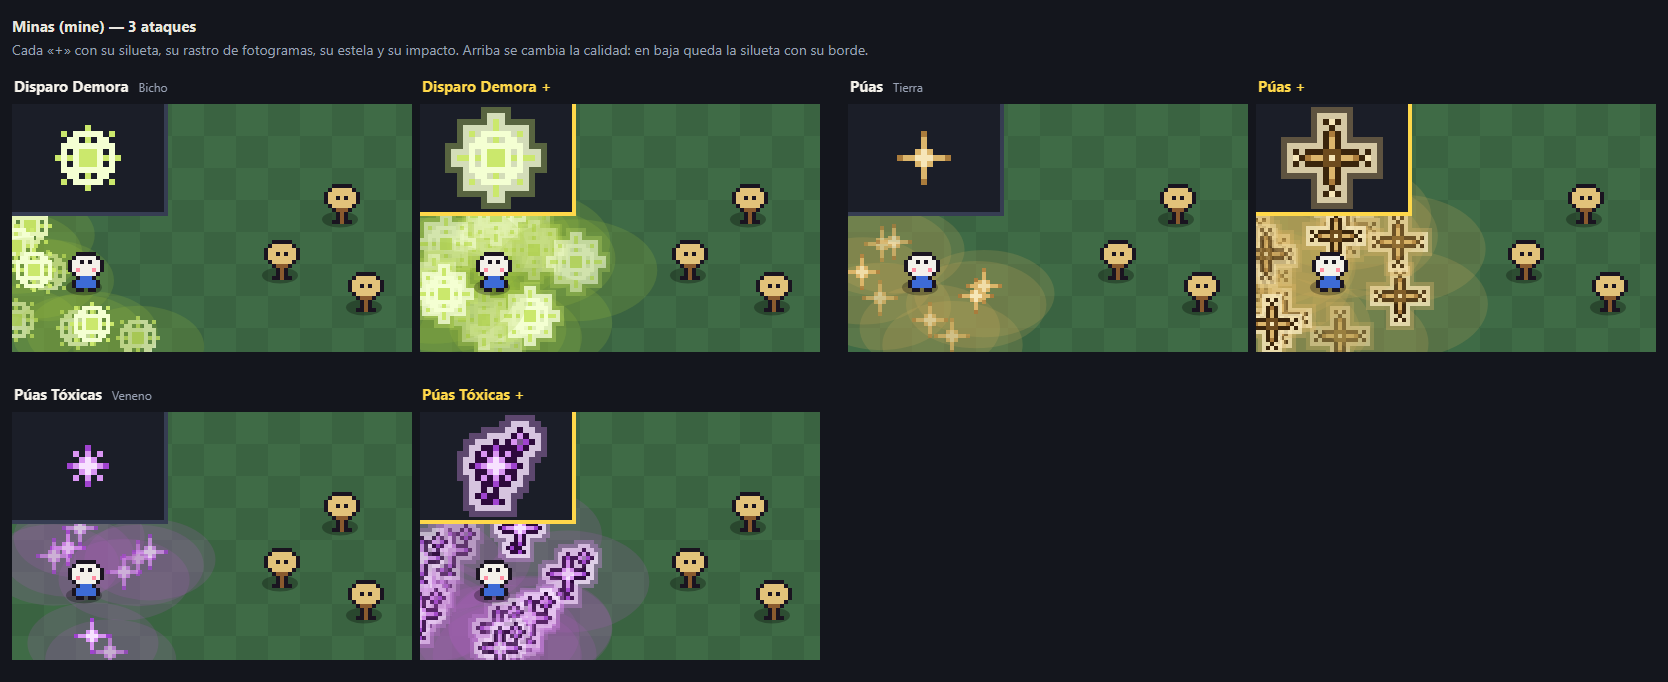 Minas (mine) — 3 ataques
Cada «+» con su silueta, su rastro de fotogramas, su estela y su impacto. Arriba se cambia la calidad: en baja queda la silueta con su borde.
Disparo Demora Bicho
Disparo Demora +
Púas Tierra
Púas +
Púas Tóxicas Veneno
Púas Tóxicas +